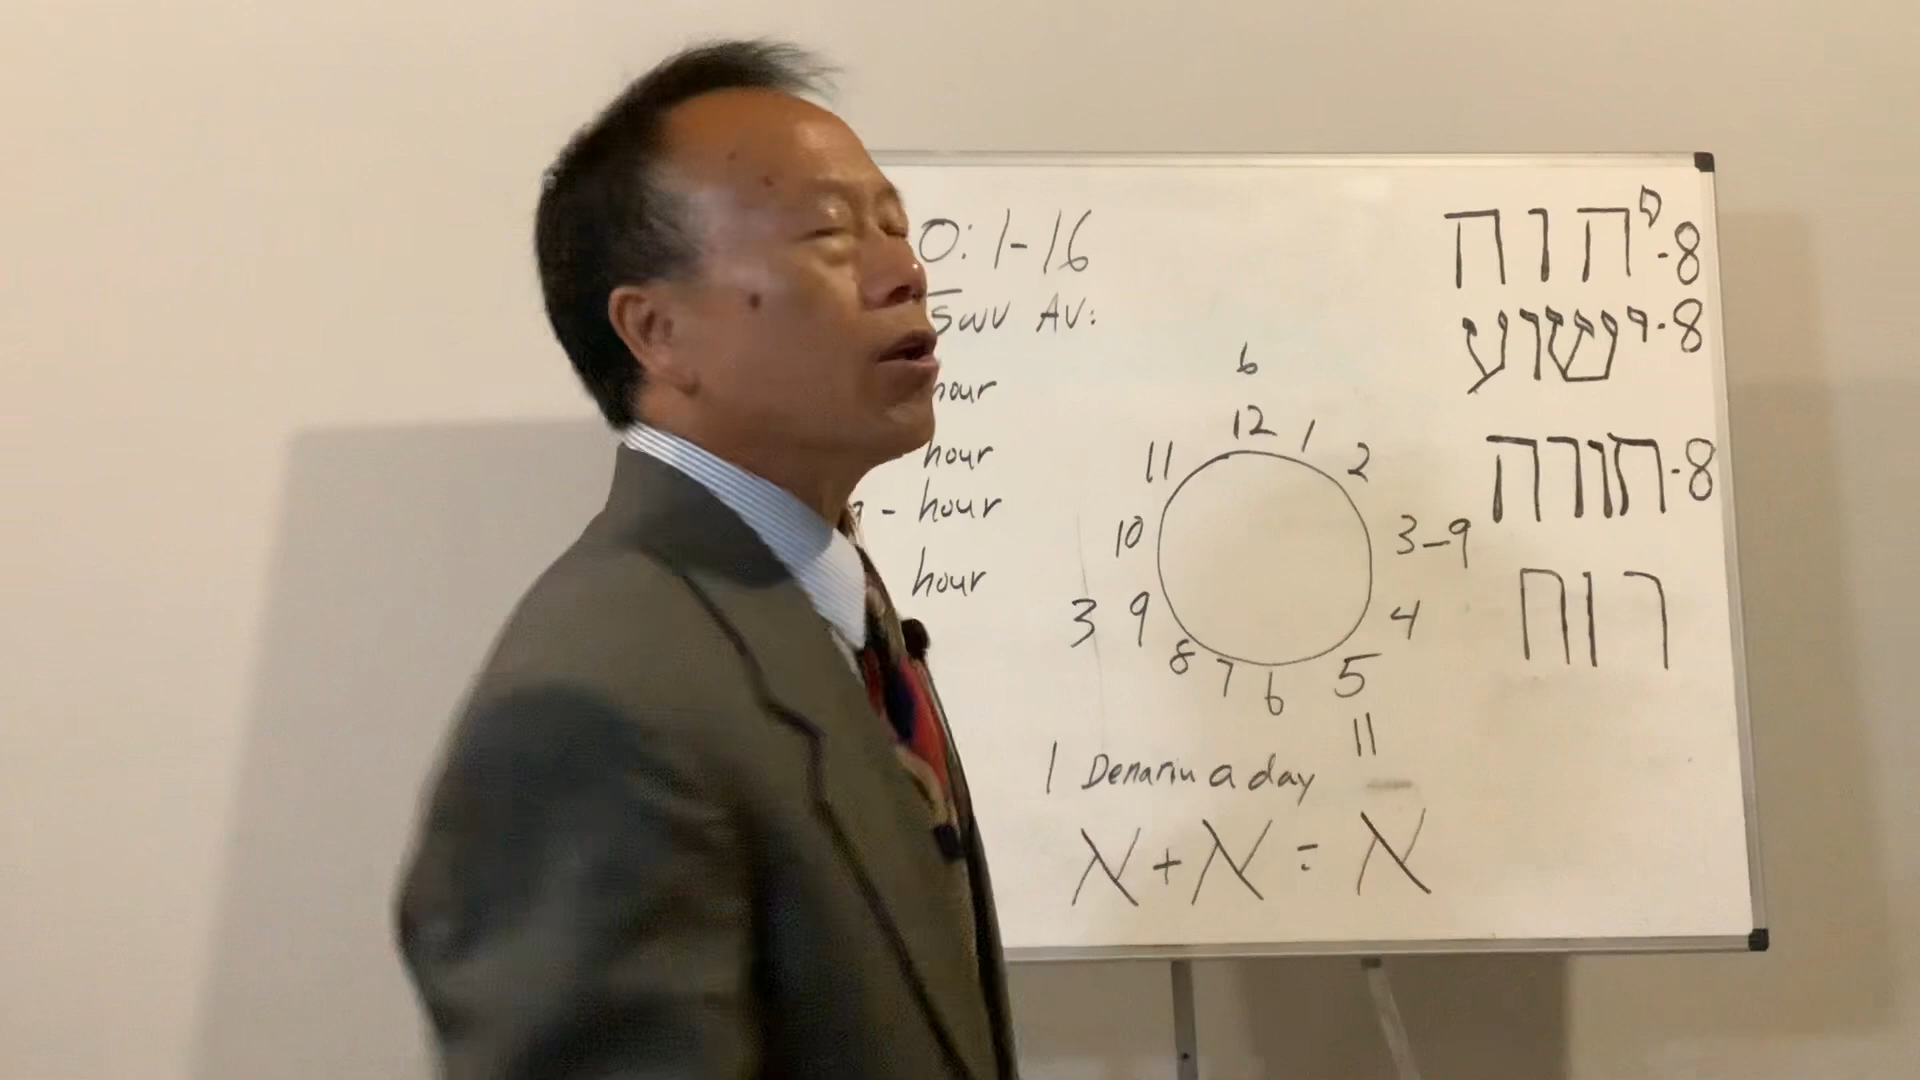 0: 1-16
יהוה-8
5wv AV:
ישוע-8
hour
hour
- hour
hour
6
12
1
2
11
10
3-9
3 9
4
8
7
6
5
11
תורה-8
רוח
1 Denariu a day
א + א = א